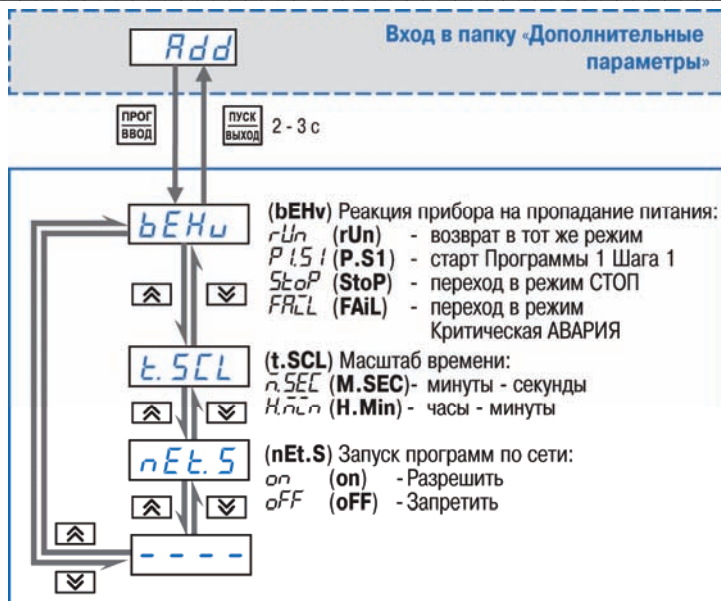 Add
Вход в папку «Дополнительные
параметры»
ПРОГ
ВВОД
ПУСК
ВЫХОД
2 - 3 с
bEHv
(bEHv) Реакция прибора на пропадание питания:
rUn (rUn) - возврат в тот же режим
P1.S1 (P.S1) - старт Программы 1 Шага 1
StoP (StoP) - переход в режим СТОП
FAiL (FAiL) - переход в режим
Критическая АВАРИЯ
t.SCL
(t.SCL) Масштаб времени:
M.SEC (M.SEC)- минуты - секунды
H.Min (H.Min) - часы - минуты
nEt.S
(nEt.S) Запуск программ по сети:
on (on) - Разрешить
oFF (oFF) - Запретить
- - - -